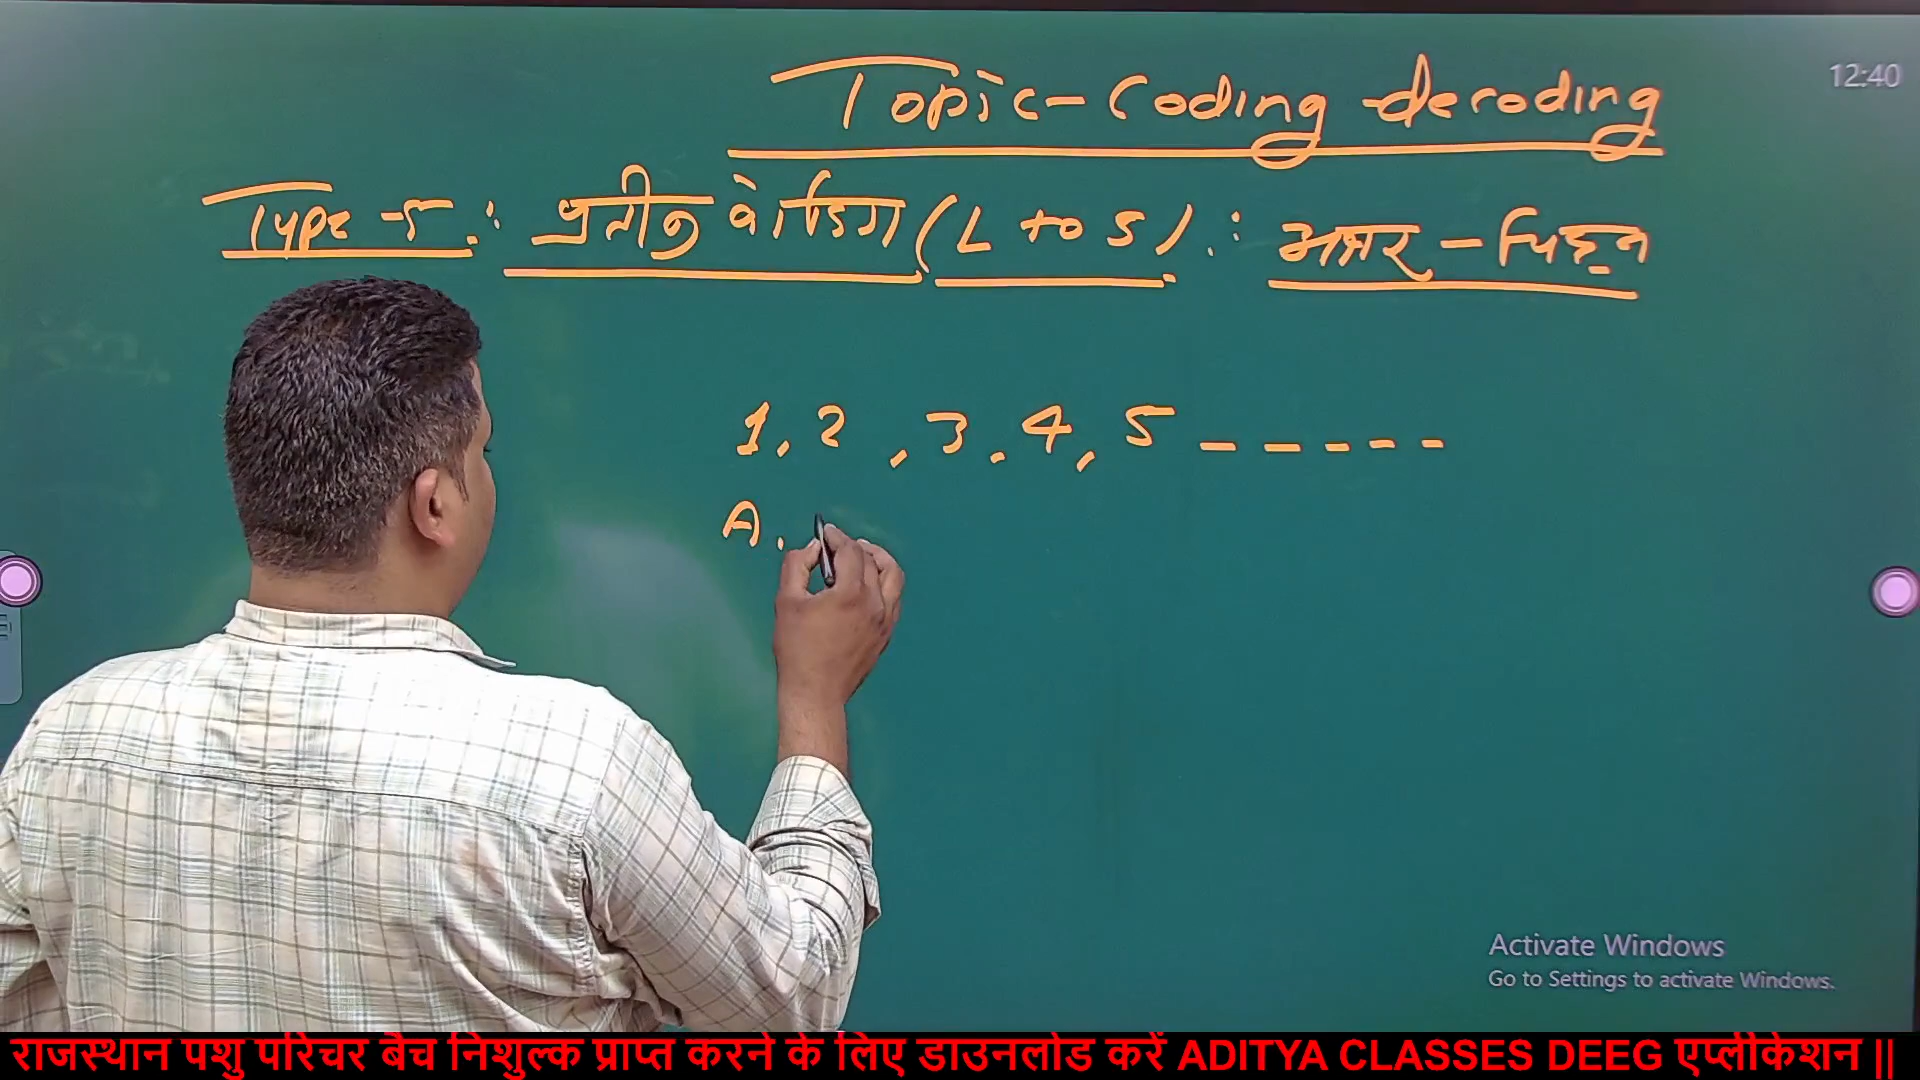 12:40
Topic-Coding decoding
Type-5: प्रतीक कोडिंग (L to S) : अक्षर - चिह्न
1, 2, 3, 4, 5 - - - - -
A,
Activate Windows
Go to Settings to activate Windows.
राजस्थान पशु परिचर बैच निशुल्क प्राप्त करने के लिए डाउनलोड करें ADITYA CLASSES DEEG एप्लीकेशन ||